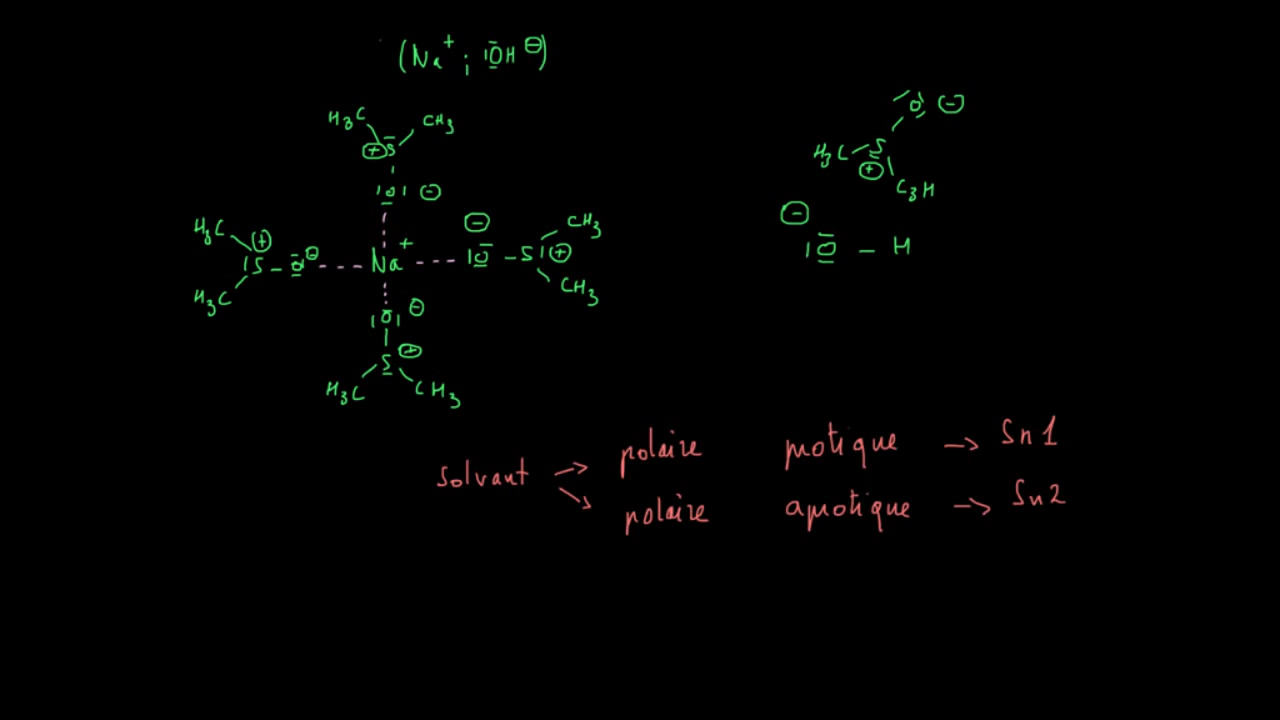 (Na⁺ ; |OH ⊖)
H₃C CH₃
⊕ S
|O| ⊖
H₃C ⊕ |S – O ⊖ --- Na⁺ --- |O ⊖ – S| ⊕ CH₃
H₃C CH₃
|O| ⊖
S ⊕
H₃C CH₃
O ⊖
H₃C S
⊕ C₃H
⊖
|O – H
solvant → polaire protique → Sn1
polaire aprotique → Sn2